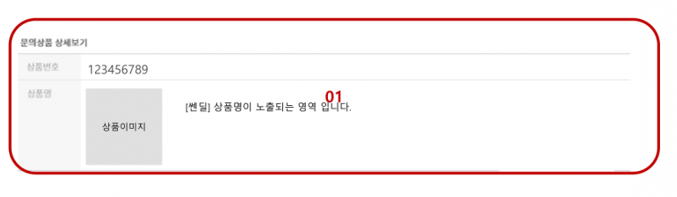 문의상품 상세보기
상품번호 123456789
상품명
01
[쎈딜] 상품명이 노출되는 영역 입니다.
상품이미지